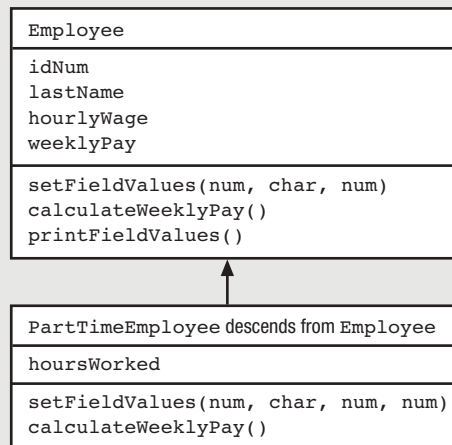 Employee
idNum
lastName
hourlyWage
weeklyPay
setFieldValues(num, char, num)
calculateWeeklyPay()
printFieldValues()
PartTimeEmployee descends from Employee
hoursWorked
setFieldValues(num, char, num, num)
calculateWeeklyPay()